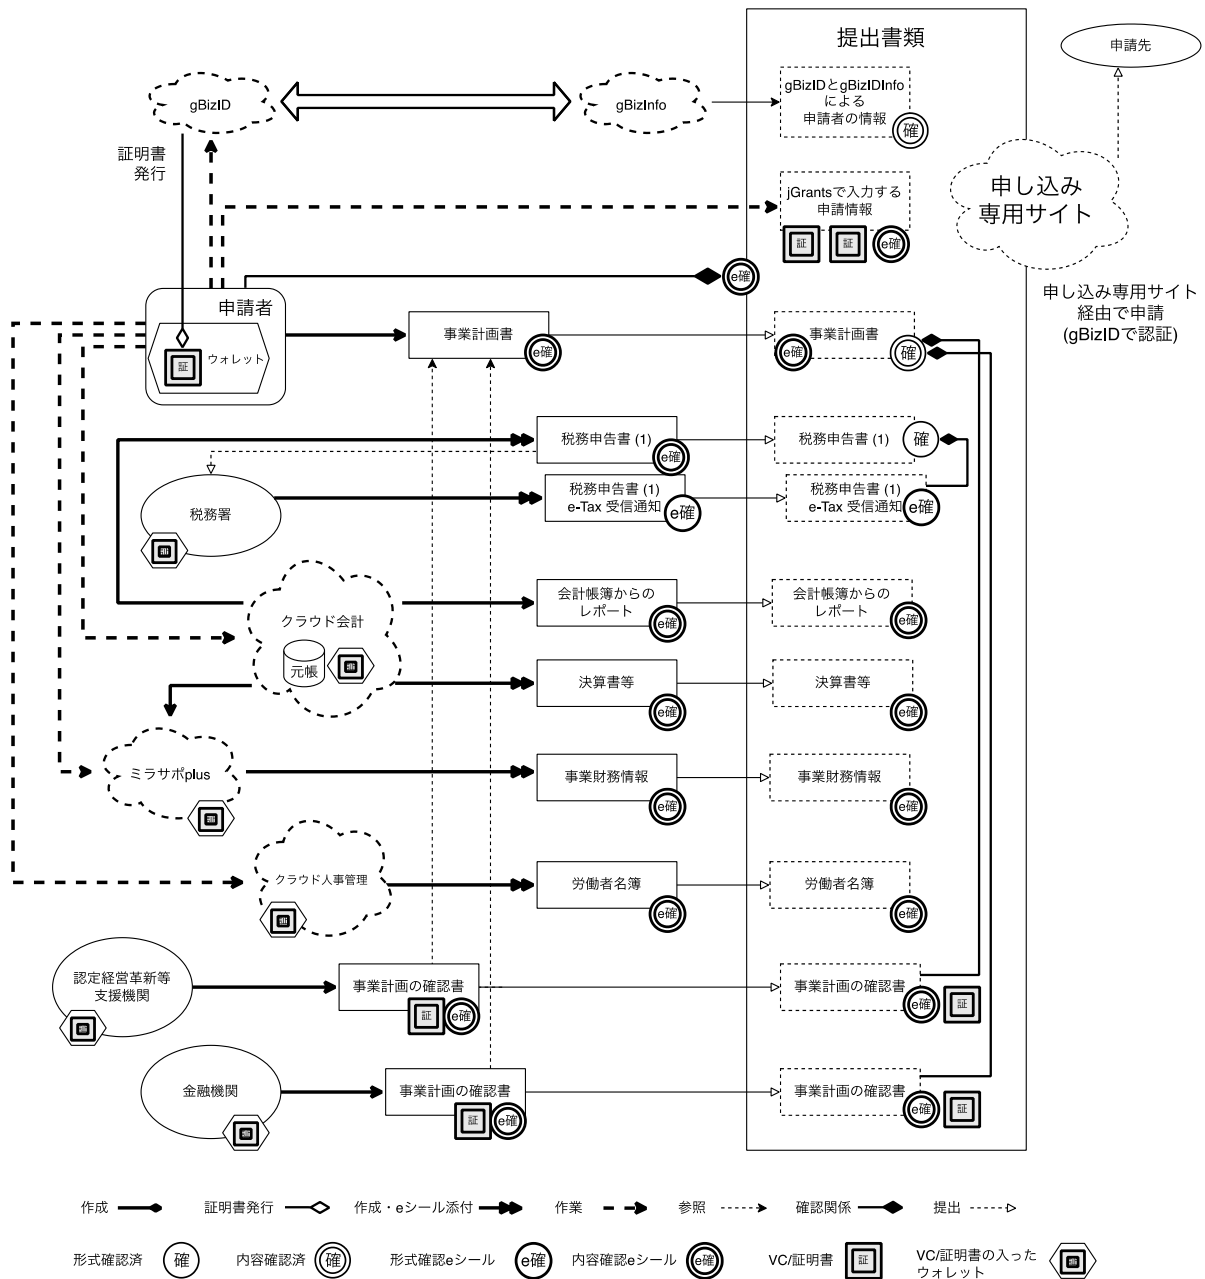 提出書類
申請先
gBizID
gBizInfo
gBizIDとgBizIDInfo
による
申請者の情報
確
証明書
発行
申し込み
専用サイト
jGrantsで入力する
申請情報
証
証
e確
e確
申し込み専用サイト
経由で申請
(gBizIDで認証)
申請者
ウォレット
証
事業計画書
e確
事業計画書
e確
確
税務申告書 (1)
e確
税務申告書 (1)
確
税務署
証
税務申告書 (1)
e-Tax 受信通知
e確
税務申告書 (1)
e-Tax 受信通知
e確
クラウド会計
元帳
証
会計帳簿からの
レポート
e確
会計帳簿からの
レポート
e確
決算書等
e確
決算書等
e確
ミラサポplus
証
事業財務情報
e確
事業財務情報
e確
クラウド人事管理
証
労働者名簿
e確
労働者名簿
e確
認定経営革新等
支援機関
証
事業計画の確認書
証
e確
事業計画の確認書
e確
証
金融機関
証
事業計画の確認書
証
e確
事業計画の確認書
e確
証
作成
証明書発行
作成・eシール添付
作業
参照
確認関係
提出
形式確認済
確
内容確認済
確
形式確認eシール
e確
内容確認eシール
e確
VC/証明書
証
VC/証明書の入った
ウォレット
証